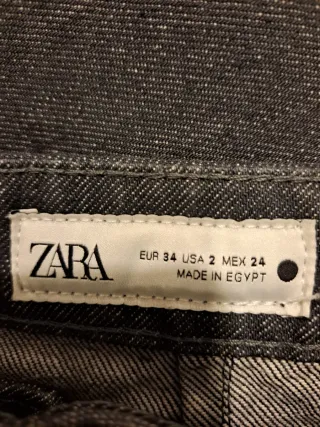 ZARA
EUR 34 USA 2 MEX 24
MADE IN EGYPT